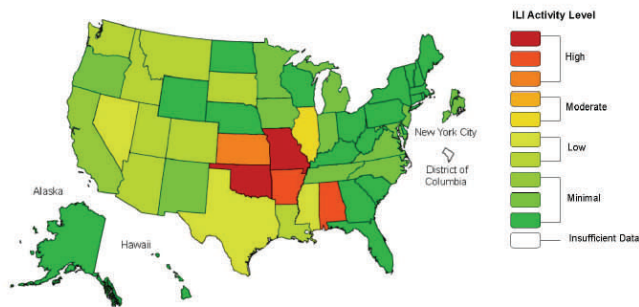 ILI Activity Level
High
Moderate
Low
Minimal
Insufficient Data
New York City
District of
Columbia
Alaska
Hawaii